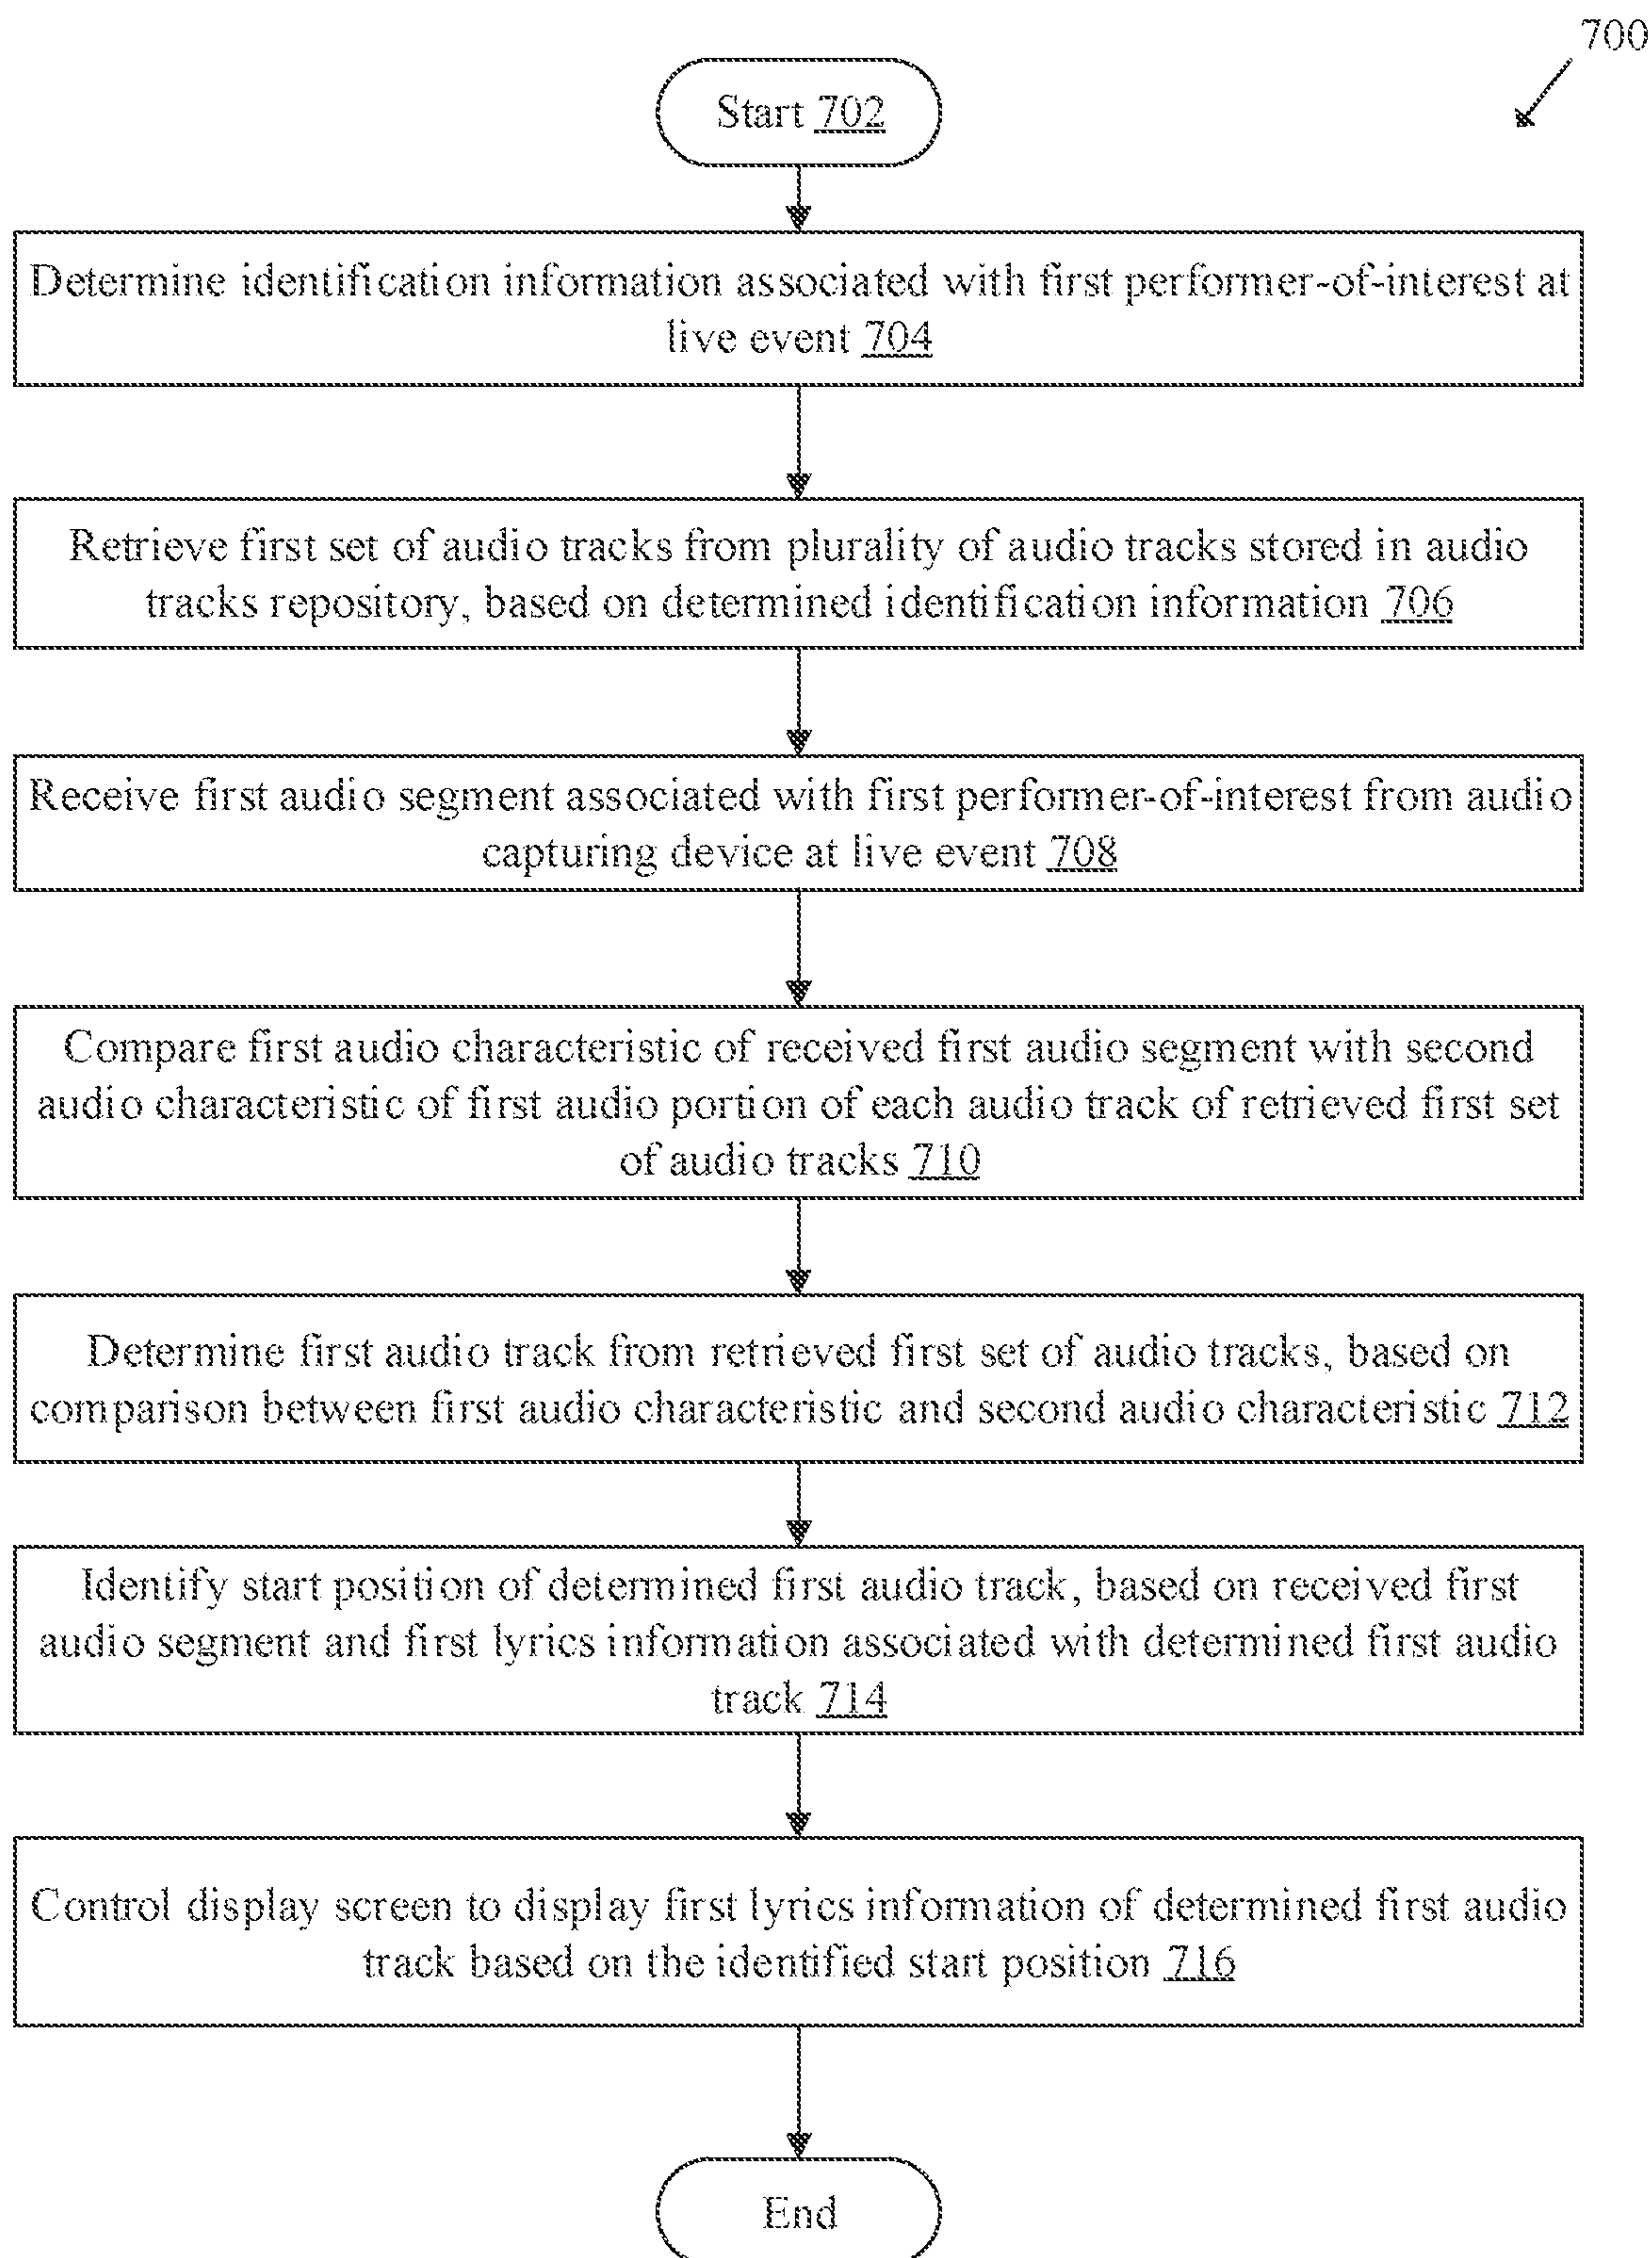 700
Start 702
Determine identification information associated with first performer-of-interest at
live event 704
Retrieve first set of audio tracks from plurality of audio tracks stored in audio
tracks repository, based on determined identification information 706
Receive first audio segment associated with first performer-of-interest from audio
capturing device at live event 708
Compare first audio characteristic of received first audio segment with second
audio characteristic of first audio portion of each audio track of retrieved first set
of audio tracks 710
Determine first audio track from retrieved first set of audio tracks, based on
comparison between first audio characteristic and second audio characteristic 712
Identify start position of determined first audio track, based on received first
audio segment and first lyrics information associated with determined first audio
track 714
Control display screen to display first lyrics information of determined first audio
track based on the identified start position 716
End